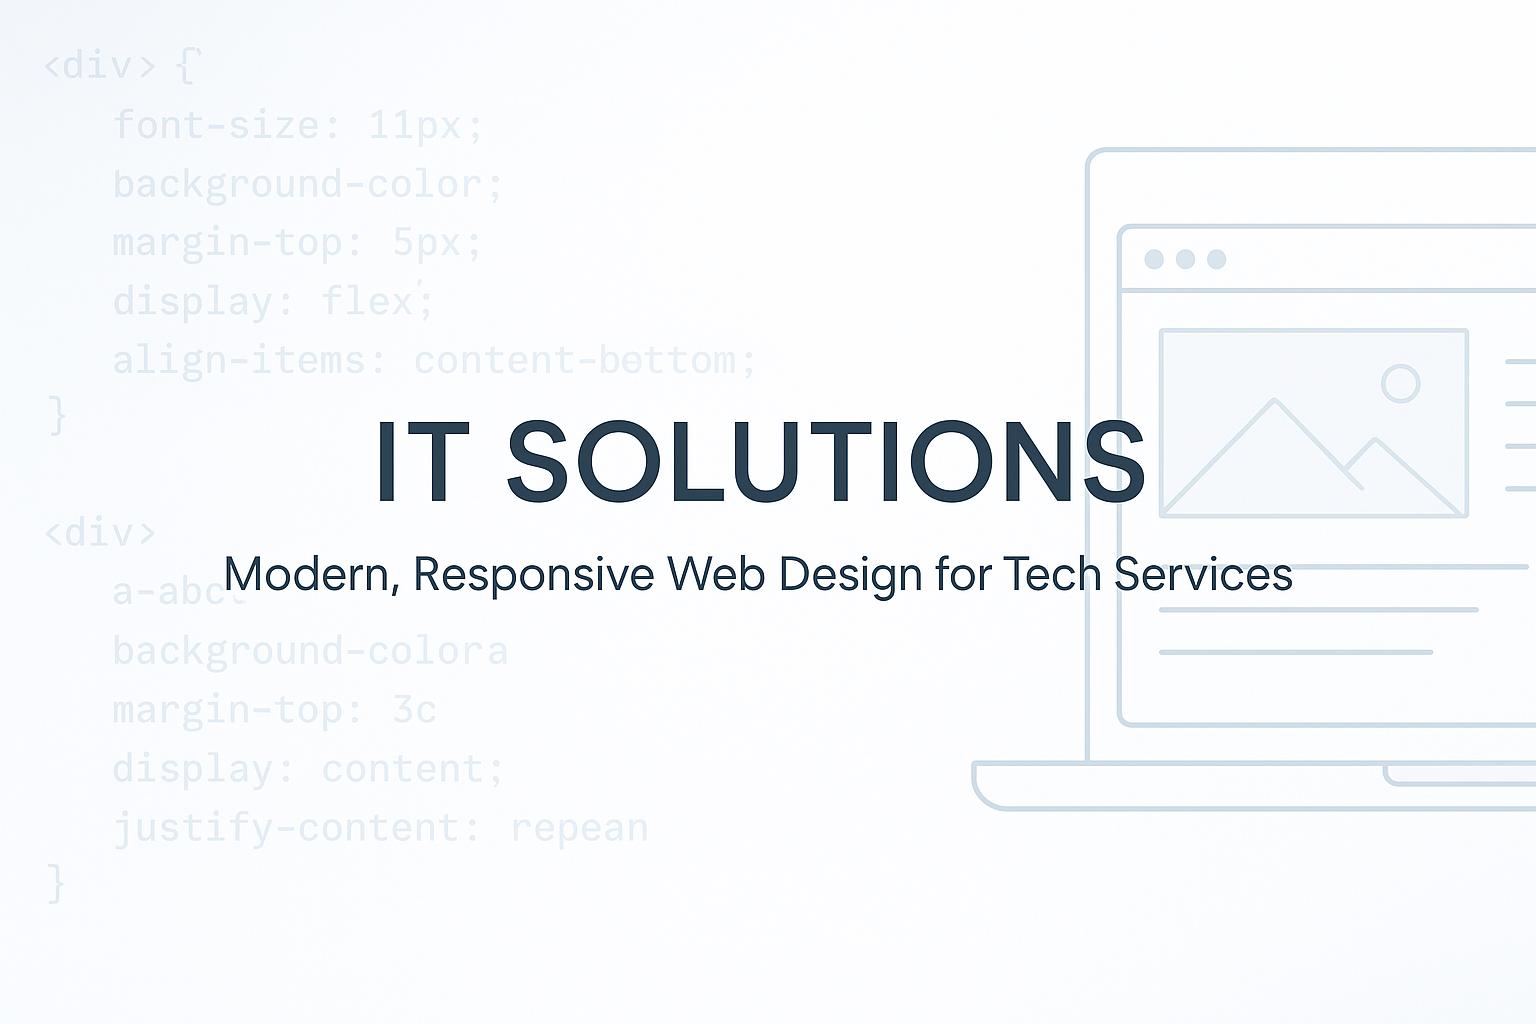 <div> {
font-size: 11px;
background-color;
margin-top: 5px;
display: flex;
align-items: content-bottom;
}
IT SOLUTIONS
Modern, Responsive Web Design for Tech Services
<div>
a-abc
background-colora
margin-top: 3c
display: content;
justify-content: repean
}